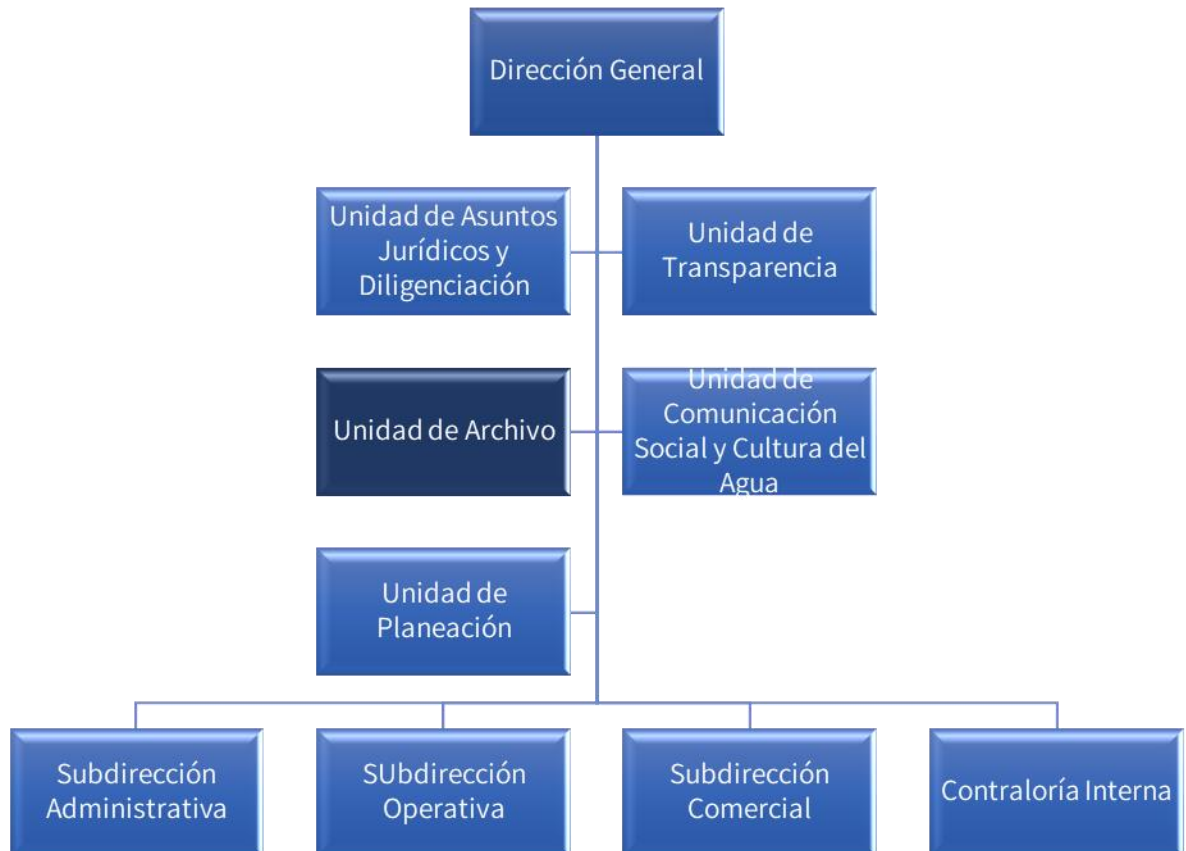 Dirección General
Unidad de Asuntos
Jurídicos y
Diligenciación
Unidad de
Transparencia
Unidad de Archivo
Unidad de
Comunicación
Social y Cultura del
Agua
Unidad de
Planeación
Subdirección
Administrativa
SUbdirección
Operativa
Subdirección
Comercial
Contraloría Interna